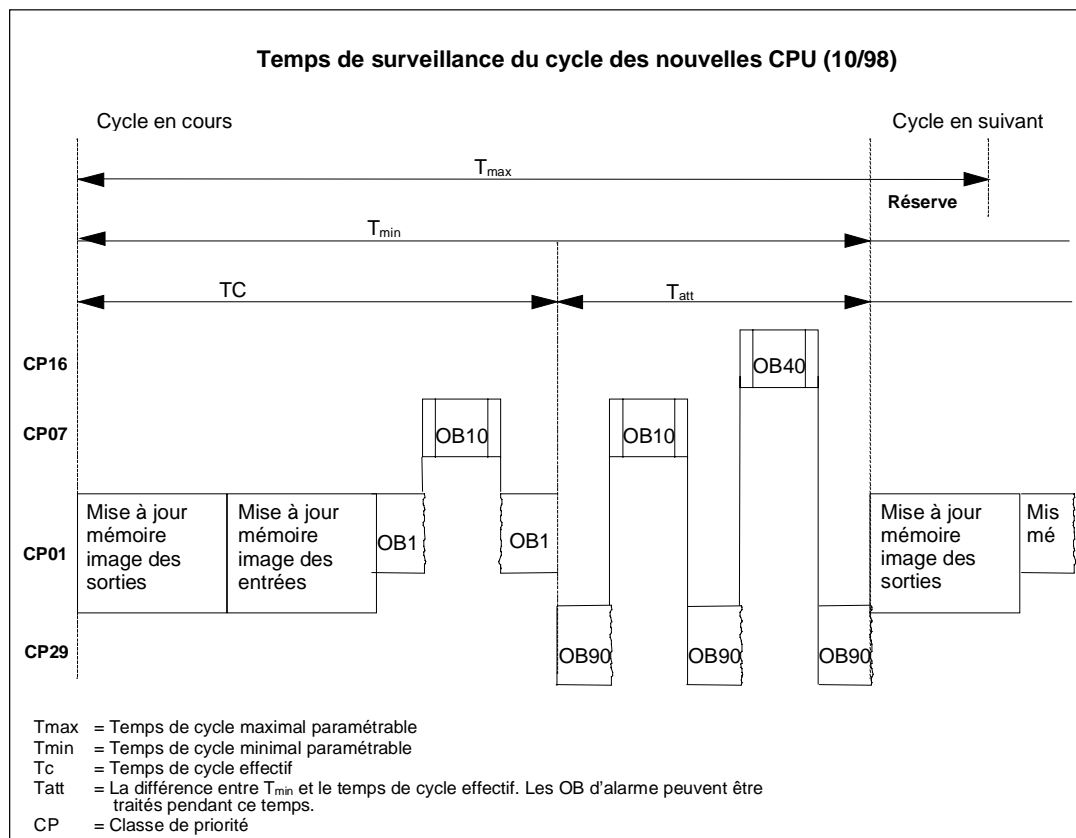 Temps de surveillance du cycle des nouvelles CPU (10/98)
Cycle en cours
Cycle en suivant
Tmax
Réserve
Tmin
TC
Tatt
CP16
OB40
CP07
OB10
OB10
CP01
Mise à jour
mémoire
image des
sorties
Mise à jour
mémoire
image des
entrées
OB1
OB1
Mise à jour
mémoire
image des
sorties
Mis
mé
CP29
OB90
OB90
OB90
Tmax = Temps de cycle maximal paramétrable
Tmin = Temps de cycle minimal paramétrable
Tc = Temps de cycle effectif
Tatt = La différence entre Tmin et le temps de cycle effectif. Les OB d'alarme peuvent être
traités pendant ce temps.
CP = Classe de priorité